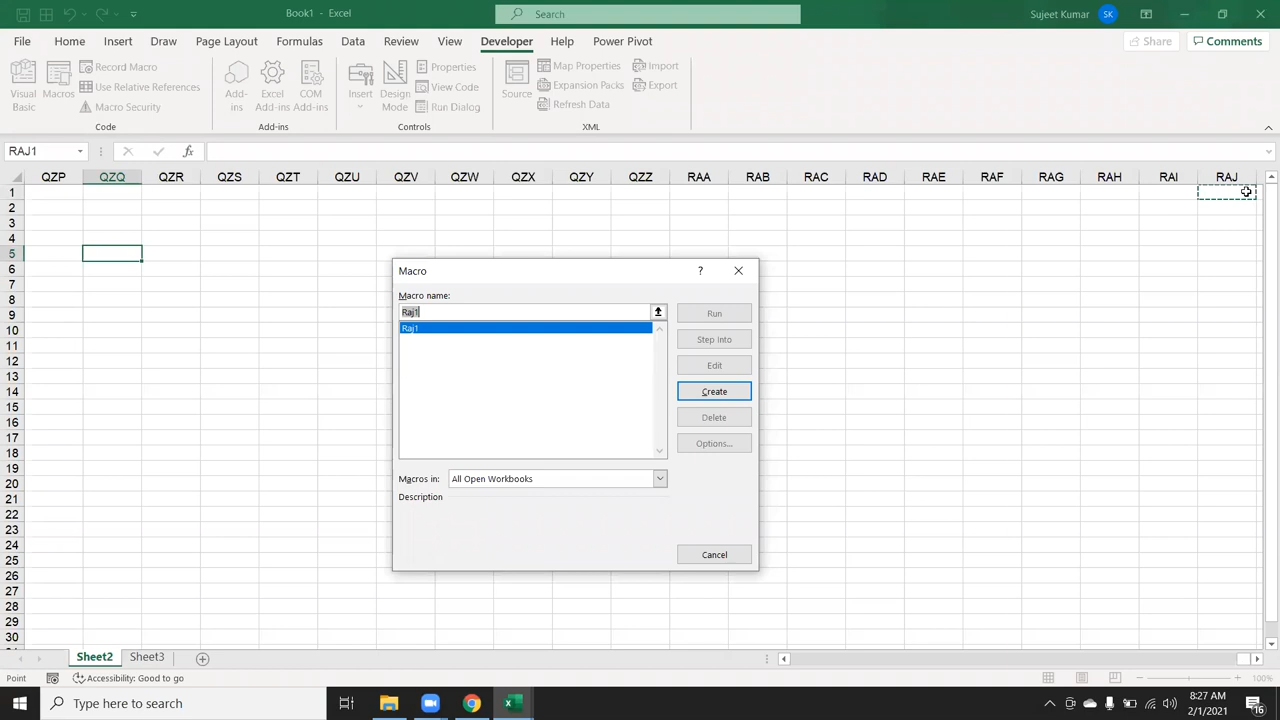 Book1 - Excel
Search
Sujeet Kumar
SK
File Home Insert Draw Page Layout Formulas Data Review View Developer Help Power Pivot
Share Comments
Visual Basic
Macros
Record Macro
Use Relative References
Macro Security
Code
Add-ins
Excel Add-ins
COM Add-ins
Add-ins
Insert
Design Mode
Properties
View Code
Run Dialog
Controls
Source
Map Properties
Expansion Packs
Refresh Data
Import
Export
XML
RAJ1
fx
QZP QZQ QZR QZS QZT QZU QZV QZW QZX QZY QZZ RAA RAB RAC RAD RAE RAF RAG RAH RAI RAJ
1
2
3
4
5
6
7
8
9
10
11
12
13
14
15
16
17
18
19
20
21
22
23
24
25
26
27
28
29
30
Macro
?
Macro name:
Raj1
Raj1
Run
Step Into
Edit
Create
Delete
Options...
Macros in: All Open Workbooks
Description
Cancel
Sheet2 Sheet3
Point
Accessibility: Good to go
100%
Type here to search
8:27 AM
2/1/2021
16